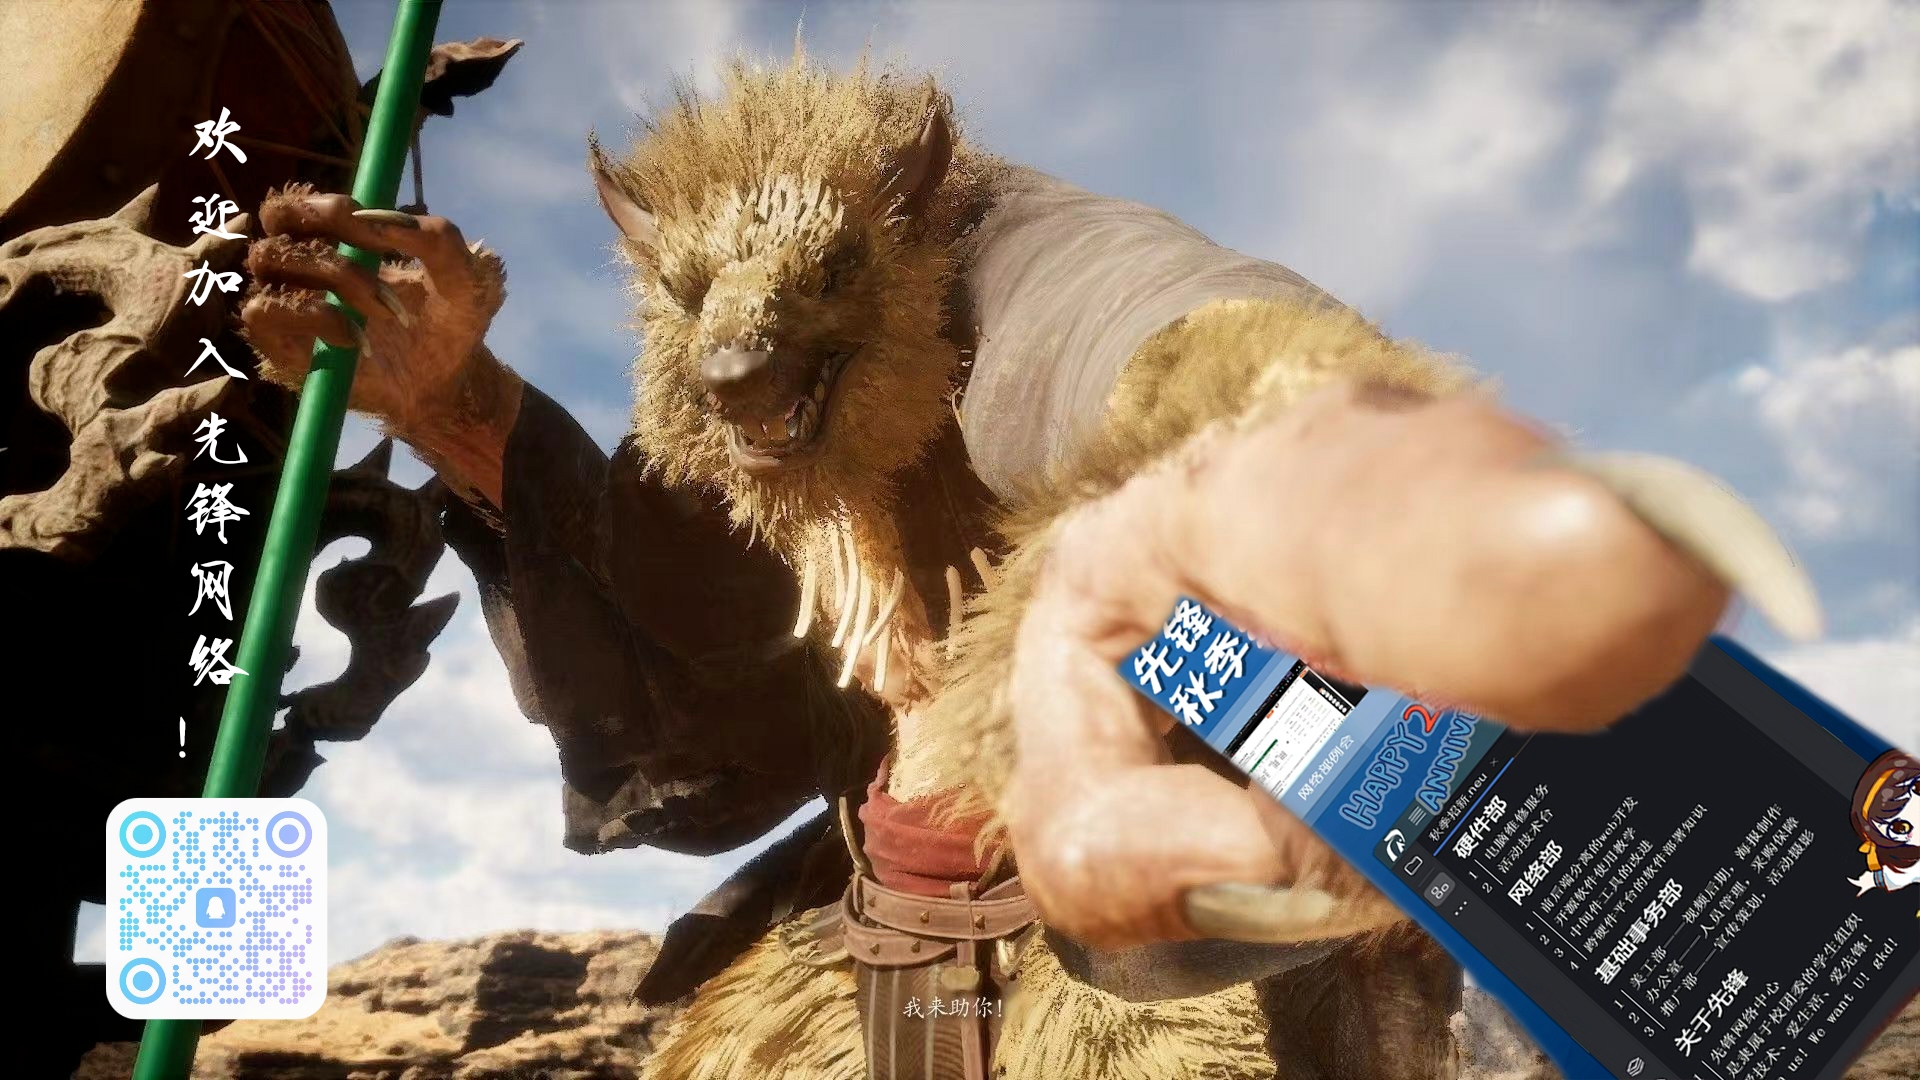 欢迎加入先锋网络!
我来助你!
先锋
秋季
网络部例会
HAPPY 2
ANNIV
秋季招新.neu
硬件部
1 电脑维修服务
2 活动技术台
网络部
1 前后端分离的web开发
2 开源软件使用教学
3 中间件工具的改进
4 跨硬件平台的软件部署知识
基础事务部
1 美工部——视频后期，海报制作
2 办公室——人员管理，采购保障
3 推广部——宣传策划，活动摄影
关于先锋
先锋网络中心
是隶属于校团委的学生组织
技术、爱生活、爱先锋!
us! We want U! gkd!